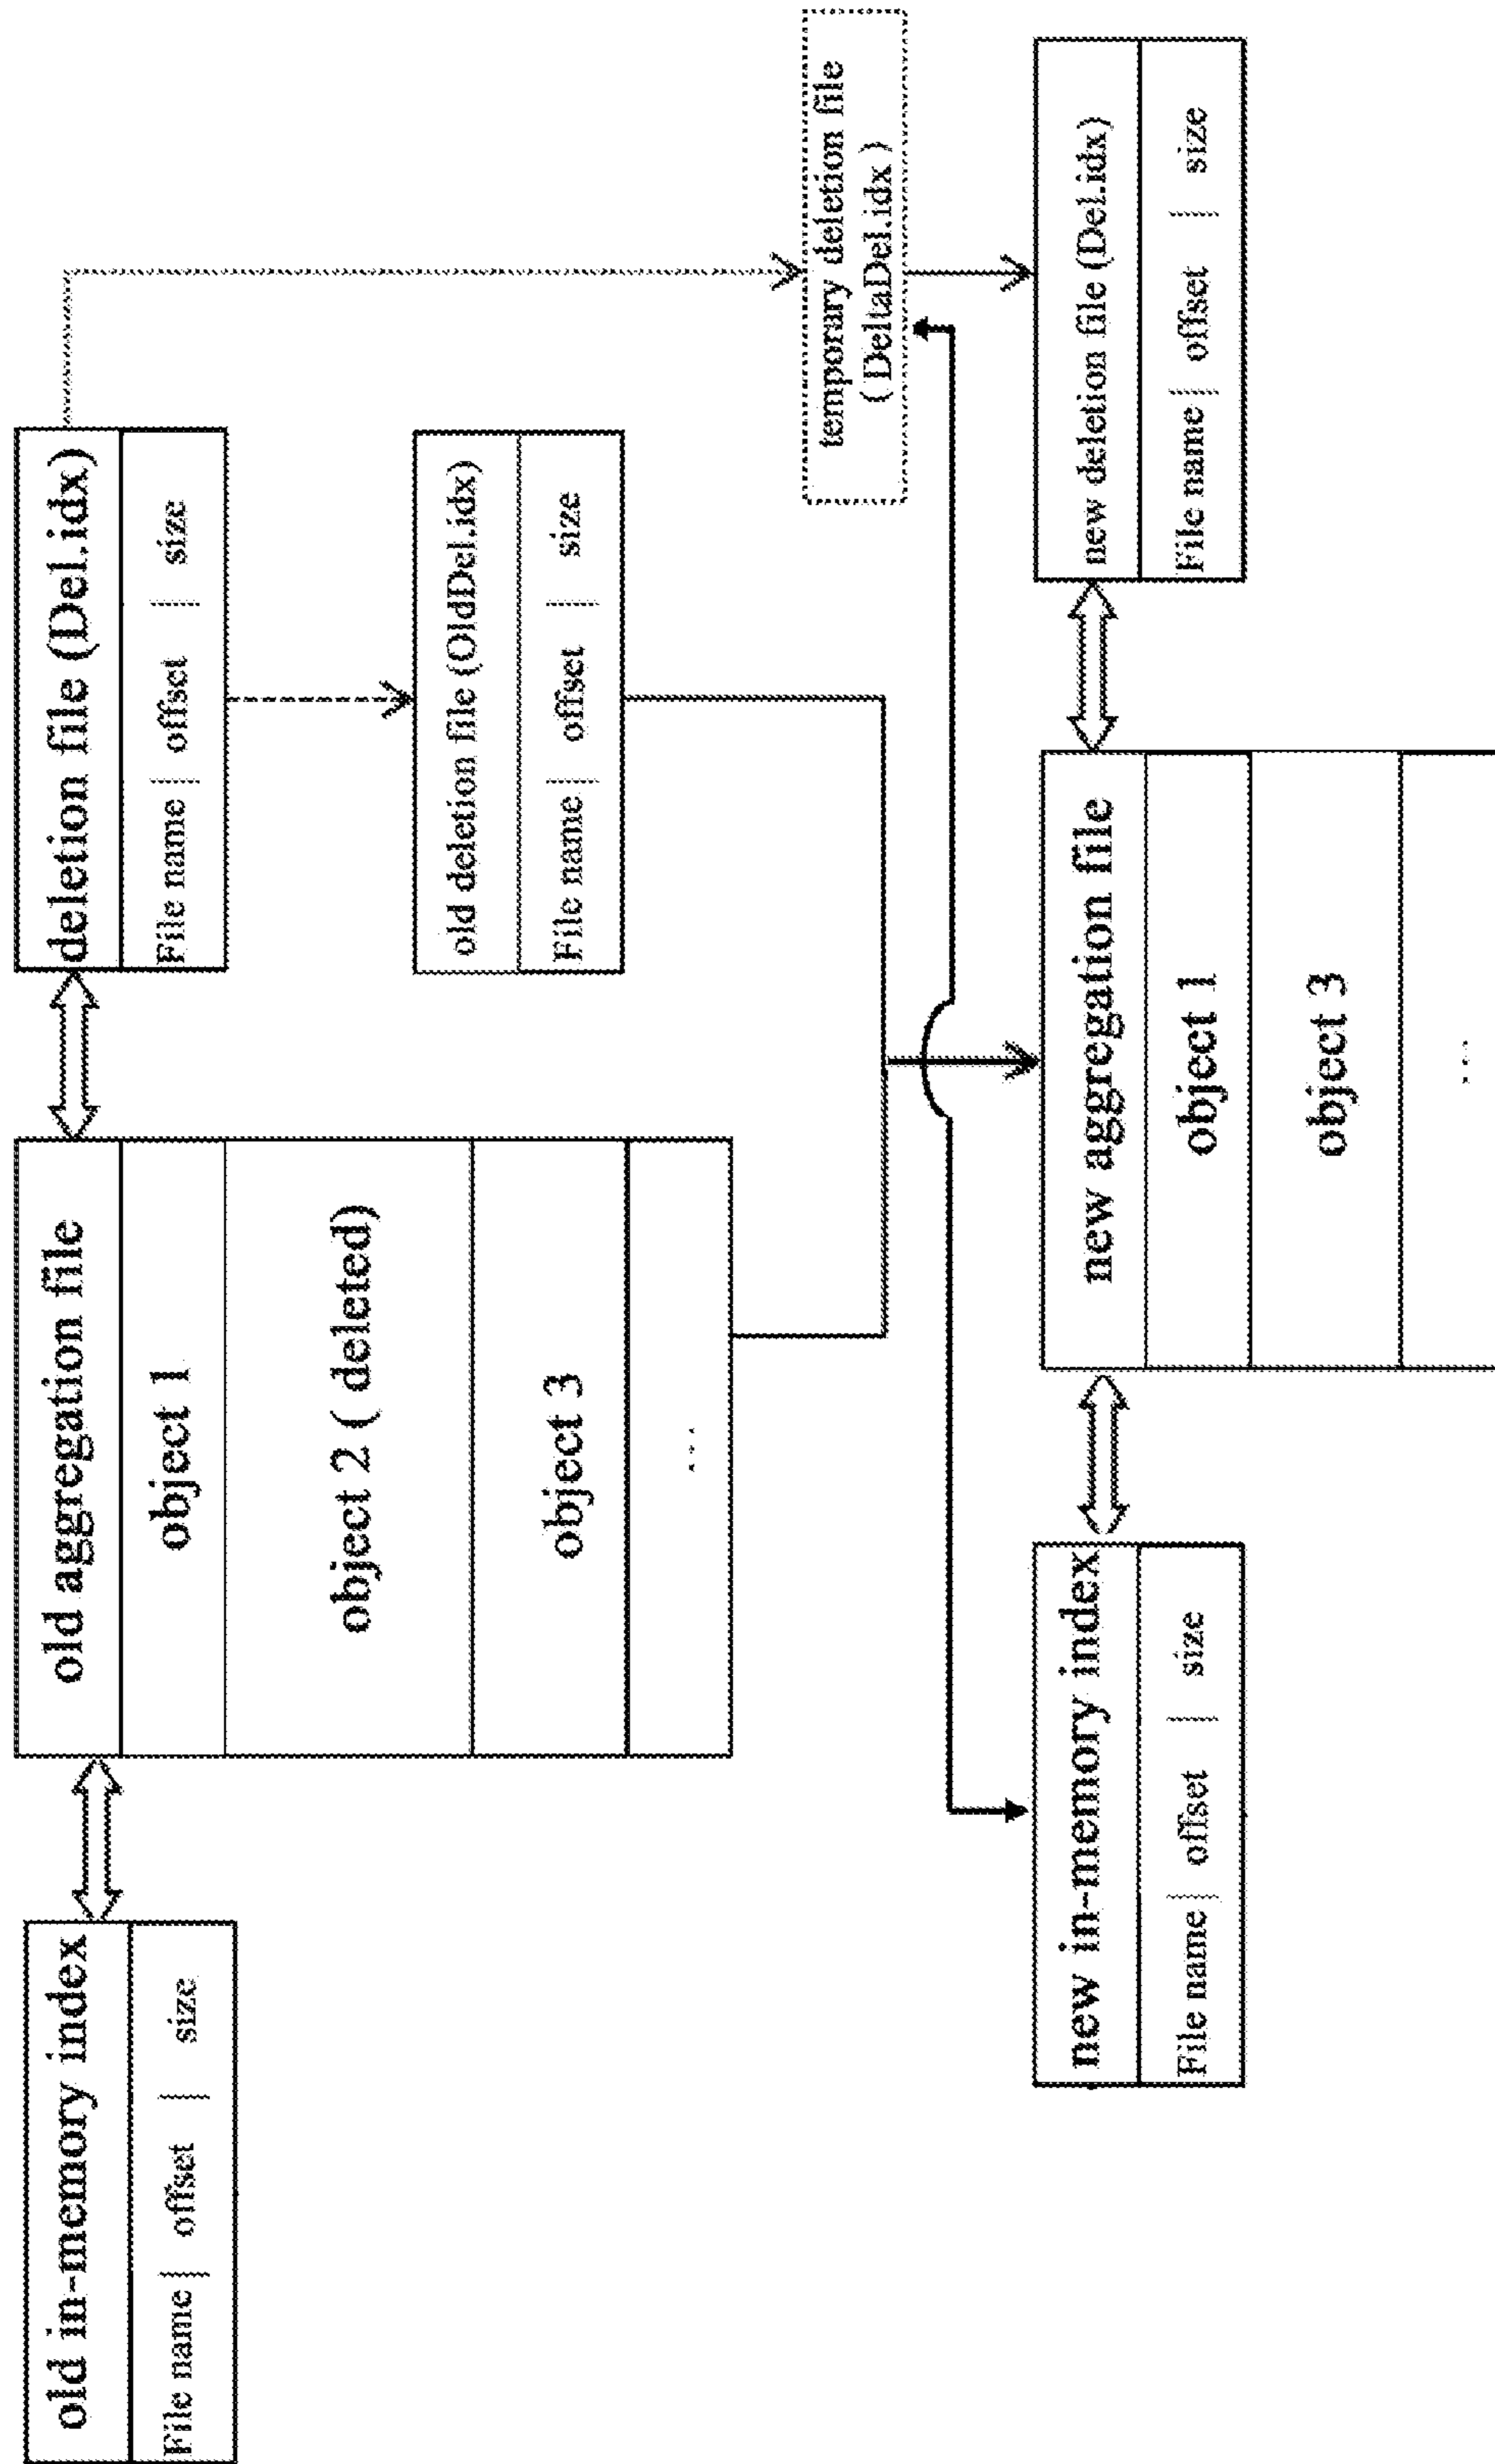 old in-memory index
File name offset size
old aggregation file
object 1
object 2 ( deleted)
object 3
...
deletion file (Del.idx)
File name offset size
old deletion file (OldDel.idx)
File name offset size
temporary deletion file
( DeltaDel.idx )
new in-memory index
File name offset size
new aggregation file
object 1
object 3
...
new deletion file (Del.idx)
File name offset size